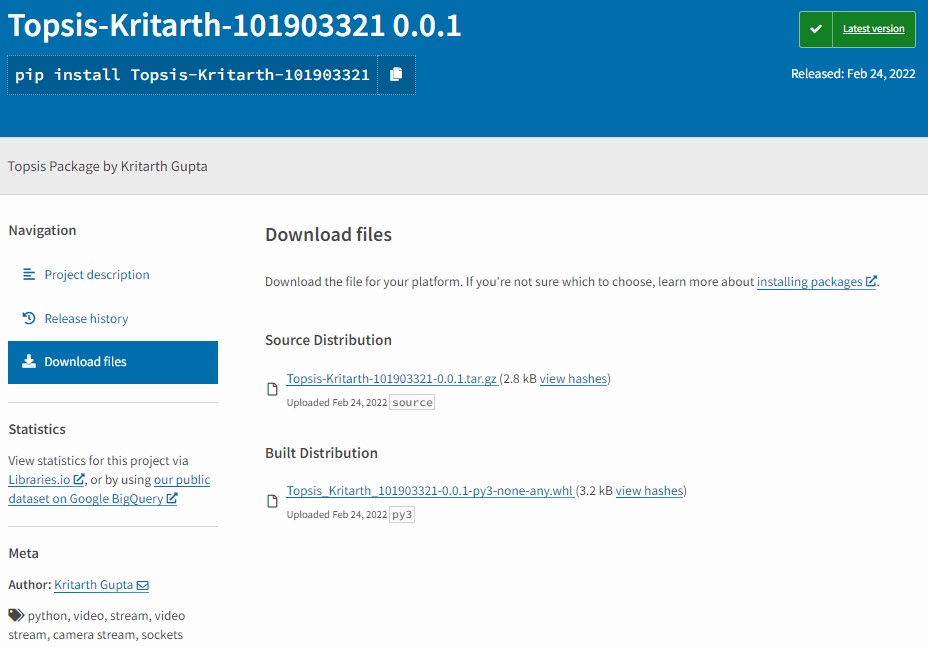 Topsis-Kritarth-101903321 0.0.1
Latest version
pip install Topsis-Kritarth-101903321
Released: Feb 24, 2022
Topsis Package by Kritarth Gupta
Navigation
Project description
Release history
Download files
Statistics
View statistics for this project via
Libraries.io, or by using our public
dataset on Google BigQuery
Meta
Author: Kritarth Gupta
python, video, stream, video
stream, camera stream, sockets
Download files
Download the file for your platform. If you're not sure which to choose, learn more about installing packages.
Source Distribution
Topsis-Kritarth-101903321-0.0.1.tar.gz (2.8 kB view hashes)
Uploaded Feb 24, 2022 source
Built Distribution
Topsis_Kritarth_101903321-0.0.1-py3-none-any.whl (3.2 kB view hashes)
Uploaded Feb 24, 2022 py3